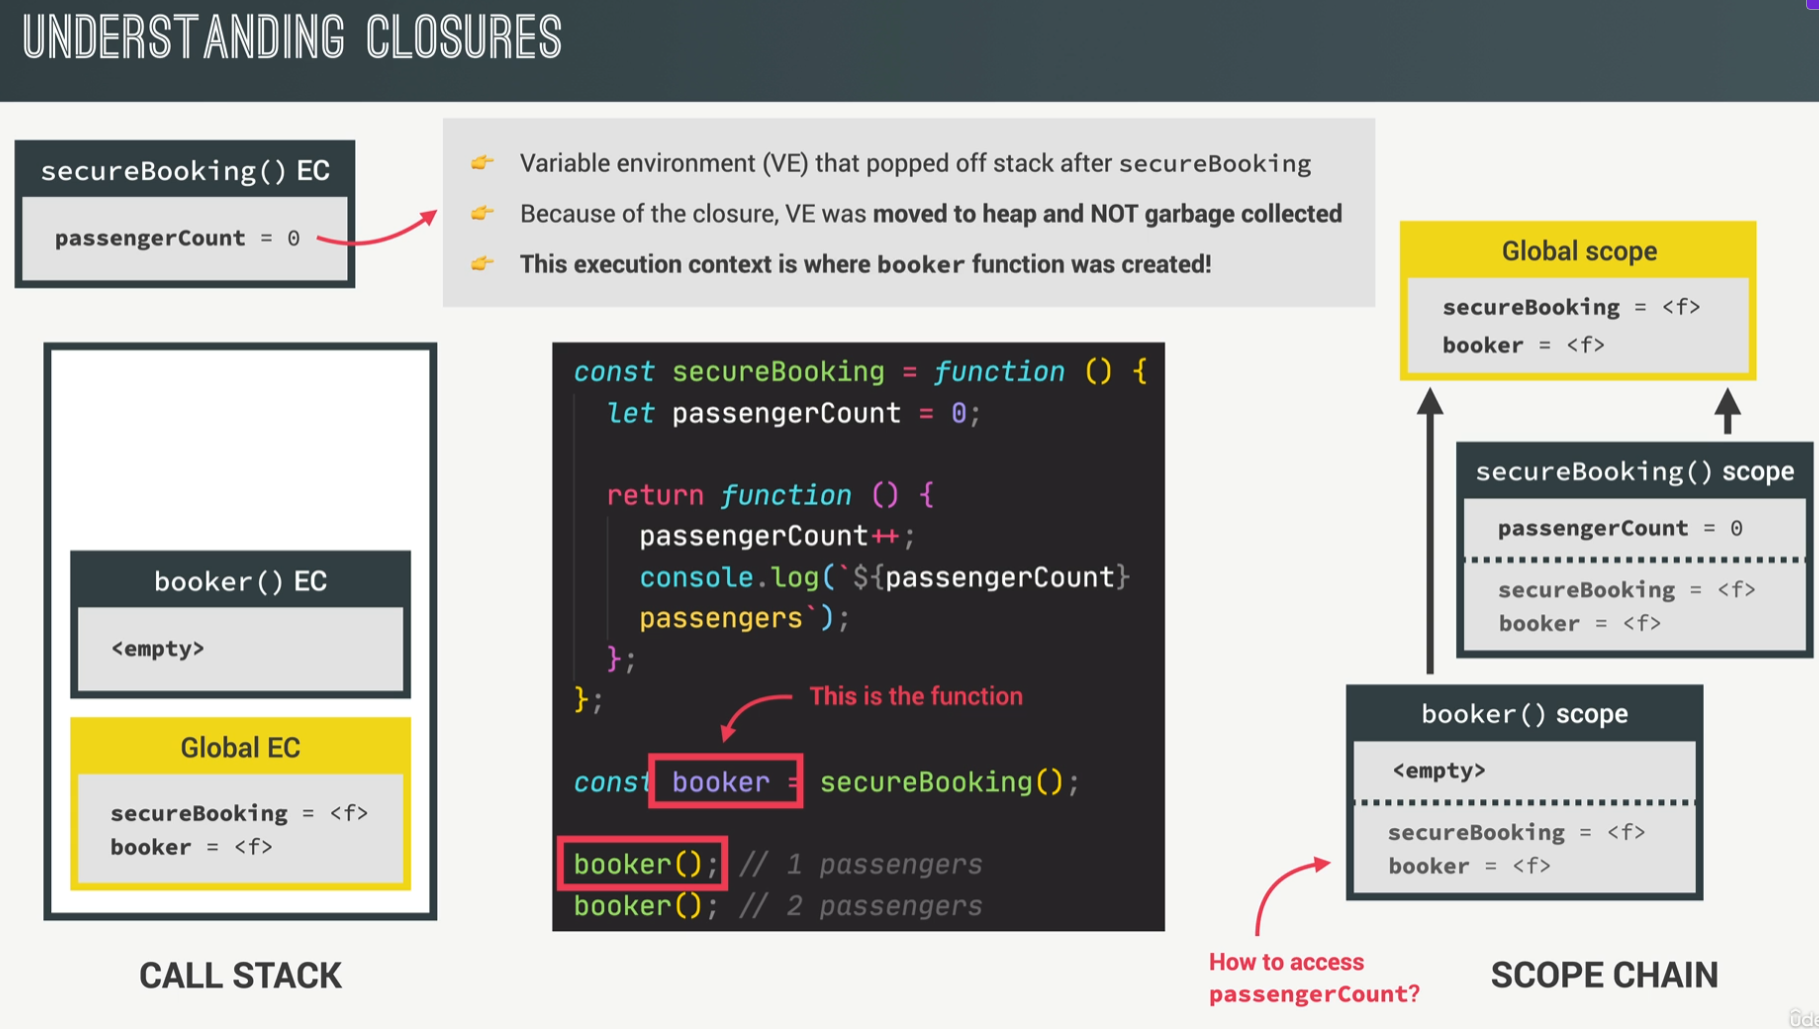 UNDERSTANDING CLOSURES
secureBooking() EC
passengerCount = 0
👉 Variable environment (VE) that popped off stack after secureBooking
👉 Because of the closure, VE was moved to heap and NOT garbage collected
👉 This execution context is where booker function was created!
booker() EC
<empty>
Global EC
secureBooking = <f>
booker = <f>
CALL STACK
const secureBooking = function () {
let passengerCount = 0;
return function () {
passengerCount++;
console.log(`${passengerCount}
passengers`);
};
};
This is the function
const booker = secureBooking();
booker(); // 1 passengers
booker(); // 2 passengers
Global scope
secureBooking = <f>
booker = <f>
secureBooking() scope
passengerCount = 0
secureBooking = <f>
booker = <f>
booker() scope
<empty>
secureBooking = <f>
booker = <f>
How to access
passengerCount?
SCOPE CHAIN